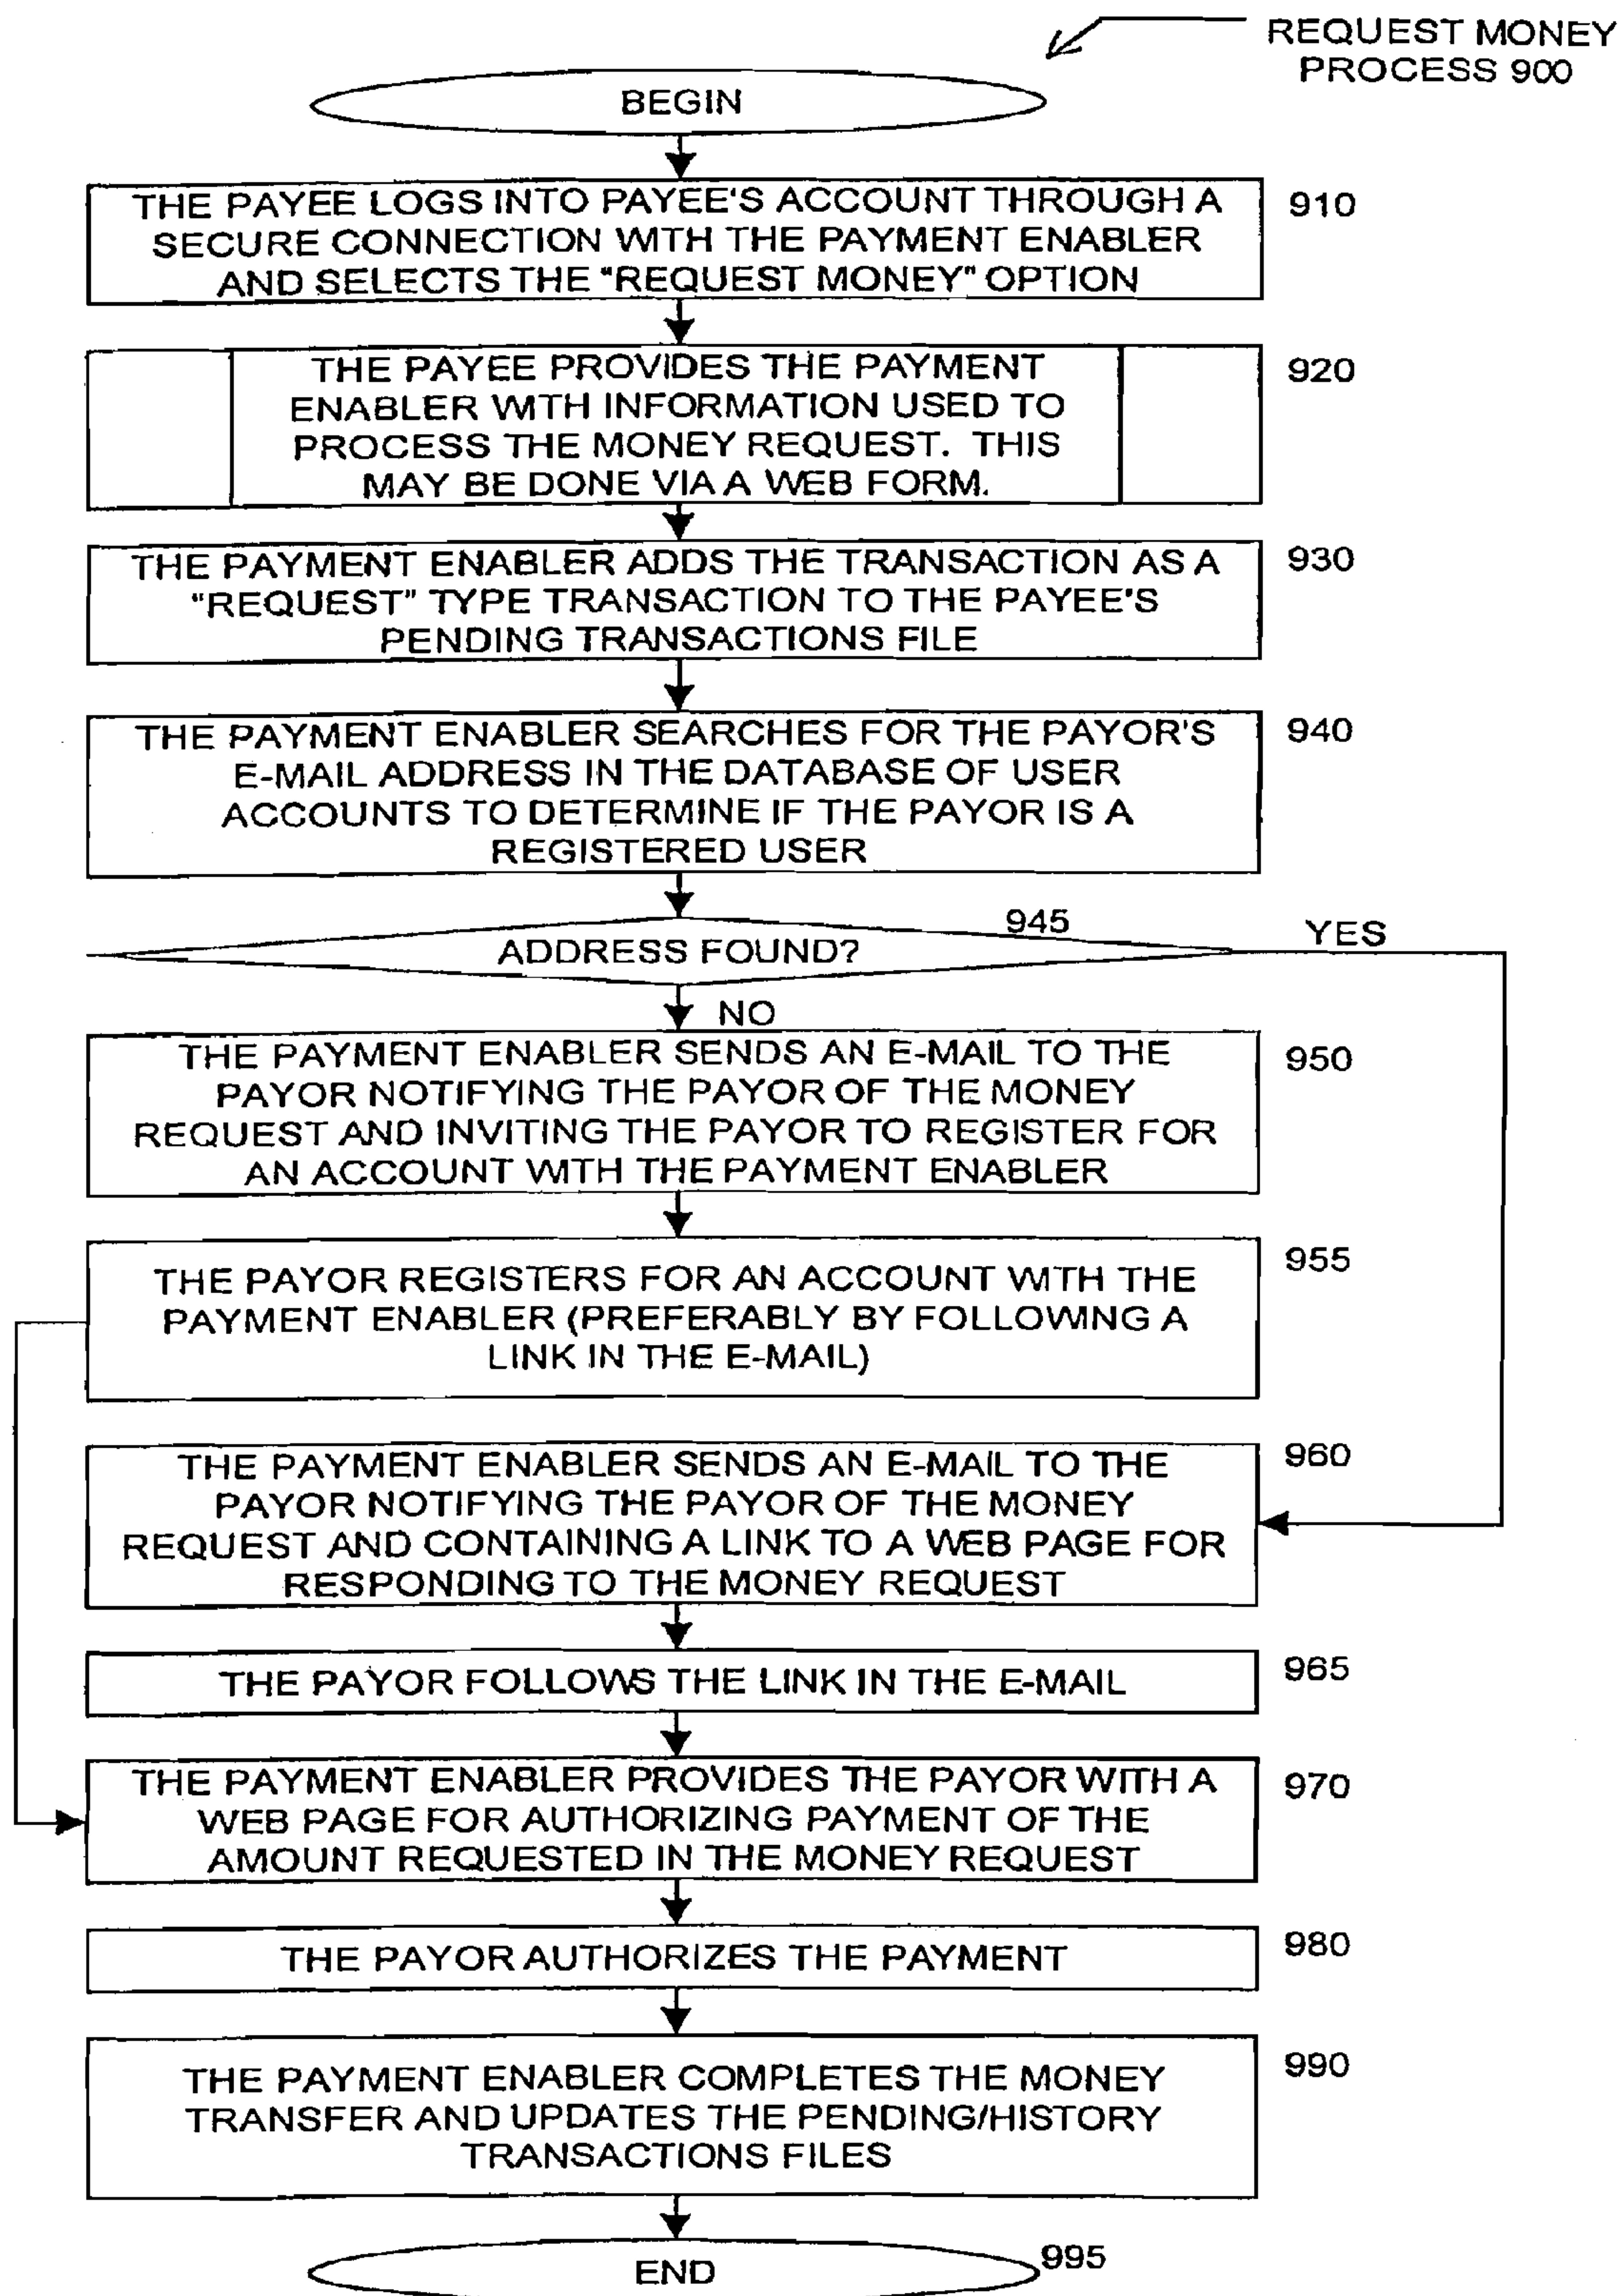 REQUEST MONEY
PROCESS 900
BEGIN
THE PAYEE LOGS INTO PAYEE'S ACCOUNT THROUGH A
SECURE CONNECTION WITH THE PAYMENT ENABLER
AND SELECTS THE "REQUEST MONEY" OPTION
910
THE PAYEE PROVIDES THE PAYMENT
ENABLER WITH INFORMATION USED TO
PROCESS THE MONEY REQUEST. THIS
MAY BE DONE VIA A WEB FORM.
920
THE PAYMENT ENABLER ADDS THE TRANSACTION AS A
"REQUEST" TYPE TRANSACTION TO THE PAYEE'S
PENDING TRANSACTIONS FILE
930
THE PAYMENT ENABLER SEARCHES FOR THE PAYOR'S
E-MAIL ADDRESS IN THE DATABASE OF USER
ACCOUNTS TO DETERMINE IF THE PAYOR IS A
REGISTERED USER
940
945
ADDRESS FOUND?
YES
NO
THE PAYMENT ENABLER SENDS AN E-MAIL TO THE
PAYOR NOTIFYING THE PAYOR OF THE MONEY
REQUEST AND INVITING THE PAYOR TO REGISTER FOR
AN ACCOUNT WITH THE PAYMENT ENABLER
950
THE PAYOR REGISTERS FOR AN ACCOUNT WITH THE
PAYMENT ENABLER (PREFERABLY BY FOLLOWING A
LINK IN THE E-MAIL)
955
THE PAYMENT ENABLER SENDS AN E-MAIL TO THE
PAYOR NOTIFYING THE PAYOR OF THE MONEY
REQUEST AND CONTAINING A LINK TO A WEB PAGE FOR
RESPONDING TO THE MONEY REQUEST
960
THE PAYOR FOLLOWS THE LINK IN THE E-MAIL
965
THE PAYMENT ENABLER PROVIDES THE PAYOR WITH A
WEB PAGE FOR AUTHORIZING PAYMENT OF THE
AMOUNT REQUESTED IN THE MONEY REQUEST
970
THE PAYOR AUTHORIZES THE PAYMENT
980
THE PAYMENT ENABLER COMPLETES THE MONEY
TRANSFER AND UPDATES THE PENDING/HISTORY
TRANSACTIONS FILES
990
END
995